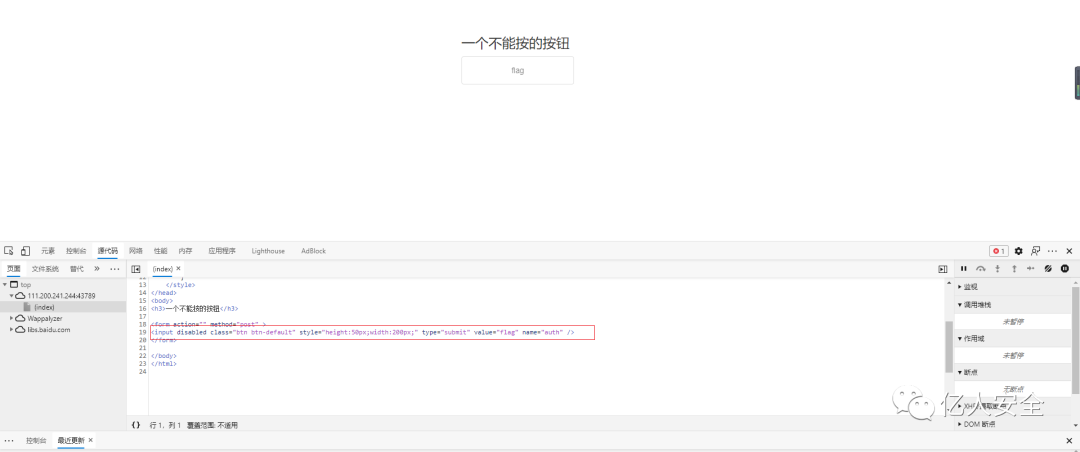 一个不能按的按钮
flag
元素 控制台 源代码 网络 性能 内存 应用程序 Lighthouse AdBlock
1
页面 文件系统 替代 » ⋯ (index) ×
top
111.200.241.244:43789
(index)
Wappalyzer
libs.baidu.com
13 </style>
14 </head>
15 <body>
16 <h3>一个不能按的按钮</h3>
17
18 <form action="" method="post" >
19 <input disabled class="btn btn-default" style="height:50px;width:200px;" type="submit" value="flag" name="auth" />
20 </form>
21
22 </body>
23 </html>
24
监视
调用堆栈
未暂停
作用域
未暂停
断点
无断点
DOM 断点
亿人安全
{} 行 1，列 1 覆盖范围: 不适用
⋯ 控制台 最近更新 ×